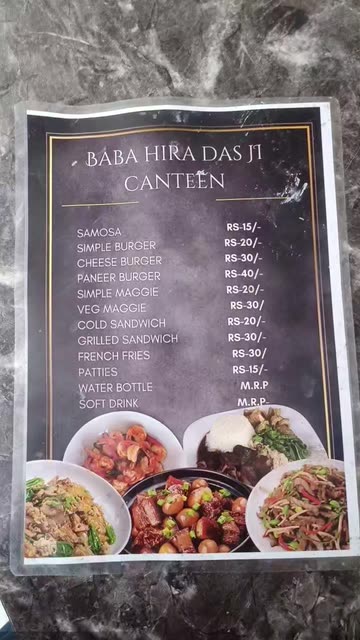 BABA HIRA DAS JI
CANTEEN
SAMOSA RS-15/-
SIMPLE BURGER RS-20/-
CHEESE BURGER RS-30/-
PANEER BURGER RS-40/-
SIMPLE MAGGIE RS-20/-
VEG MAGGIE RS-30/
COLD SANDWICH RS-20/-
GRILLED SANDWICH RS-30/-
FRENCH FRIES RS-30/
PATTIES RS-15/-
WATER BOTTLE M.R.P
SOFT DRINK M.R.P